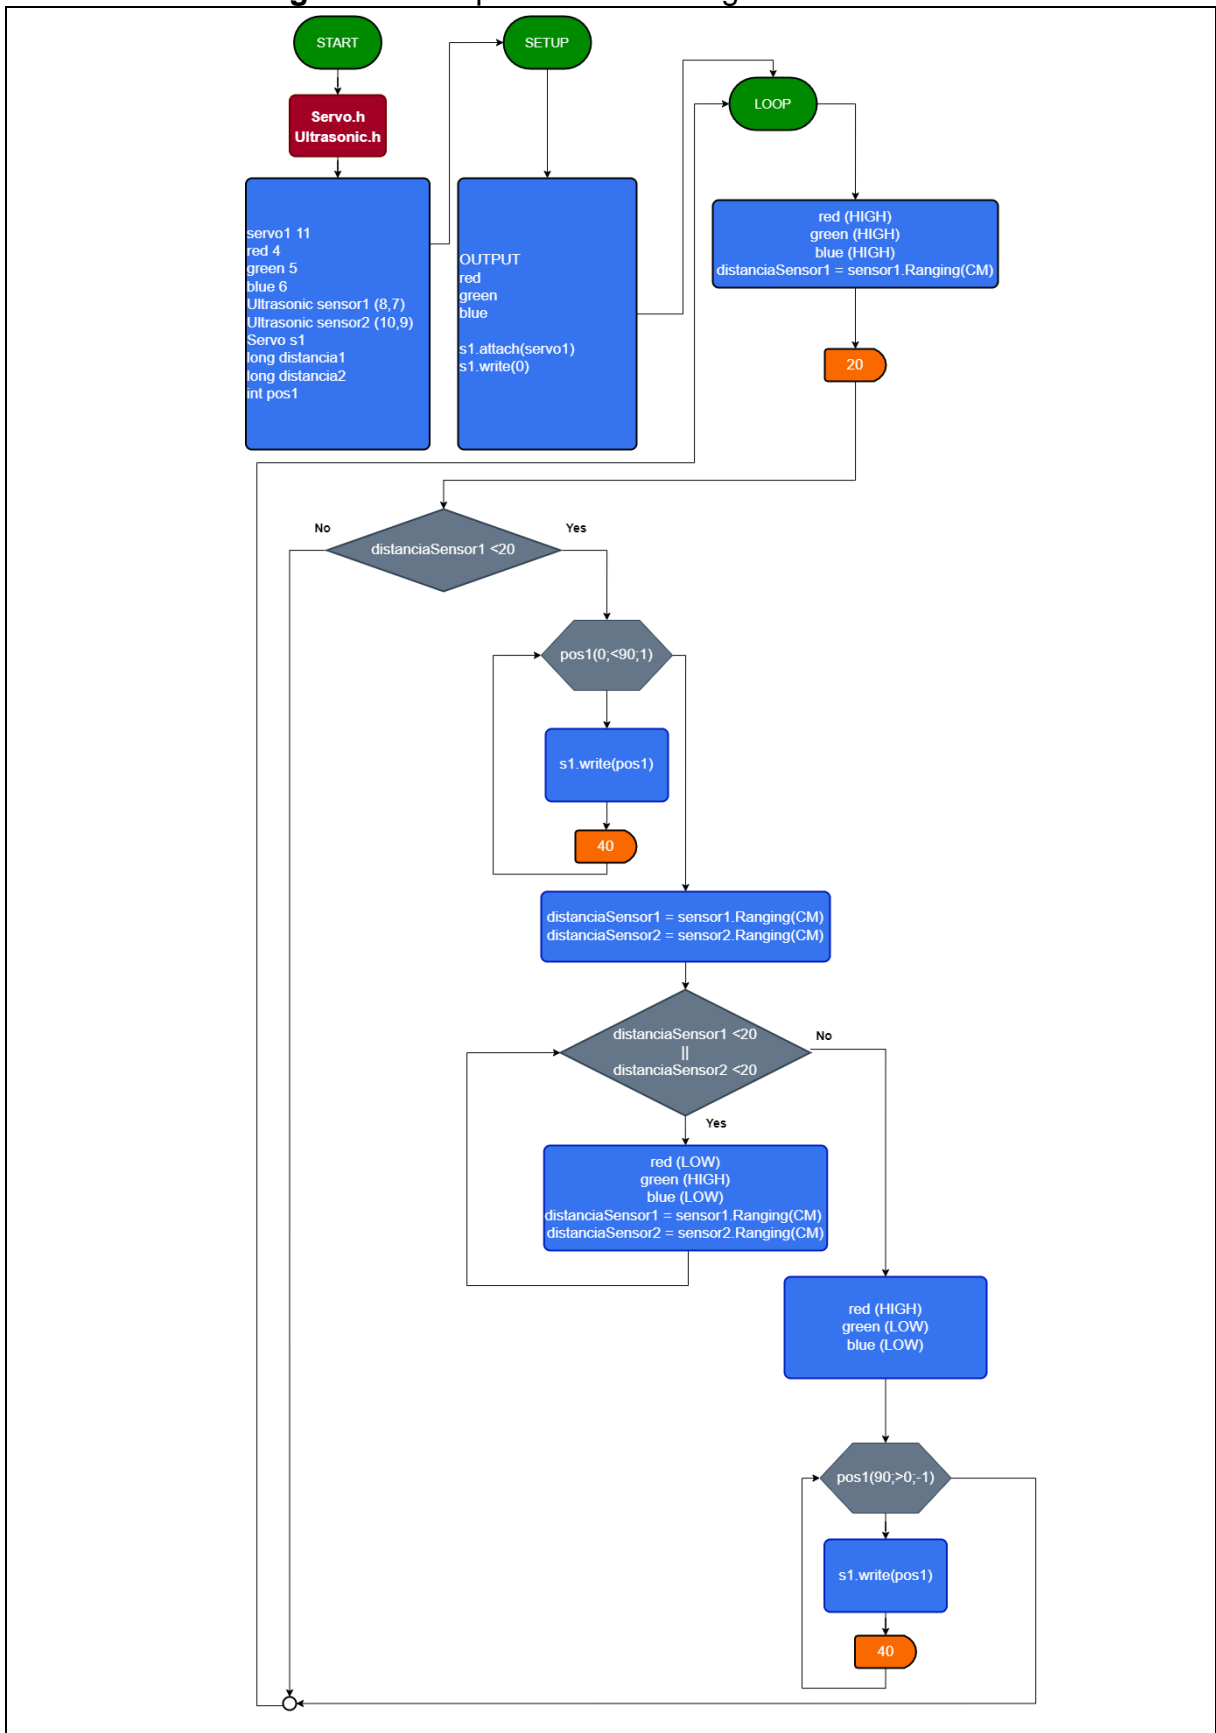 START
SETUP
LOOP
Servo.h
Ultrasonic.h
servo1 11
red 4
green 5
blue 6
Ultrasonic sensor1 (8,7)
Ultrasonic sensor2 (10,9)
Servo s1
long distancia1
long distancia2
int pos1
OUTPUT
red
green
blue
s1.attach(servo1)
s1.write(0)
red (HIGH)
green (HIGH)
blue (HIGH)
distanciaSensor1 = sensor1.Ranging(CM)
20
No
Yes
distanciaSensor1 <20
pos1(0;<90;1)
s1.write(pos1)
40
distanciaSensor1 = sensor1.Ranging(CM)
distanciaSensor2 = sensor2.Ranging(CM)
distanciaSensor1 <20
||
distanciaSensor2 <20
No
Yes
red (LOW)
green (HIGH)
blue (LOW)
distanciaSensor1 = sensor1.Ranging(CM)
distanciaSensor2 = sensor2.Ranging(CM)
red (HIGH)
green (LOW)
blue (LOW)
pos1(90;>0;-1)
s1.write(pos1)
40